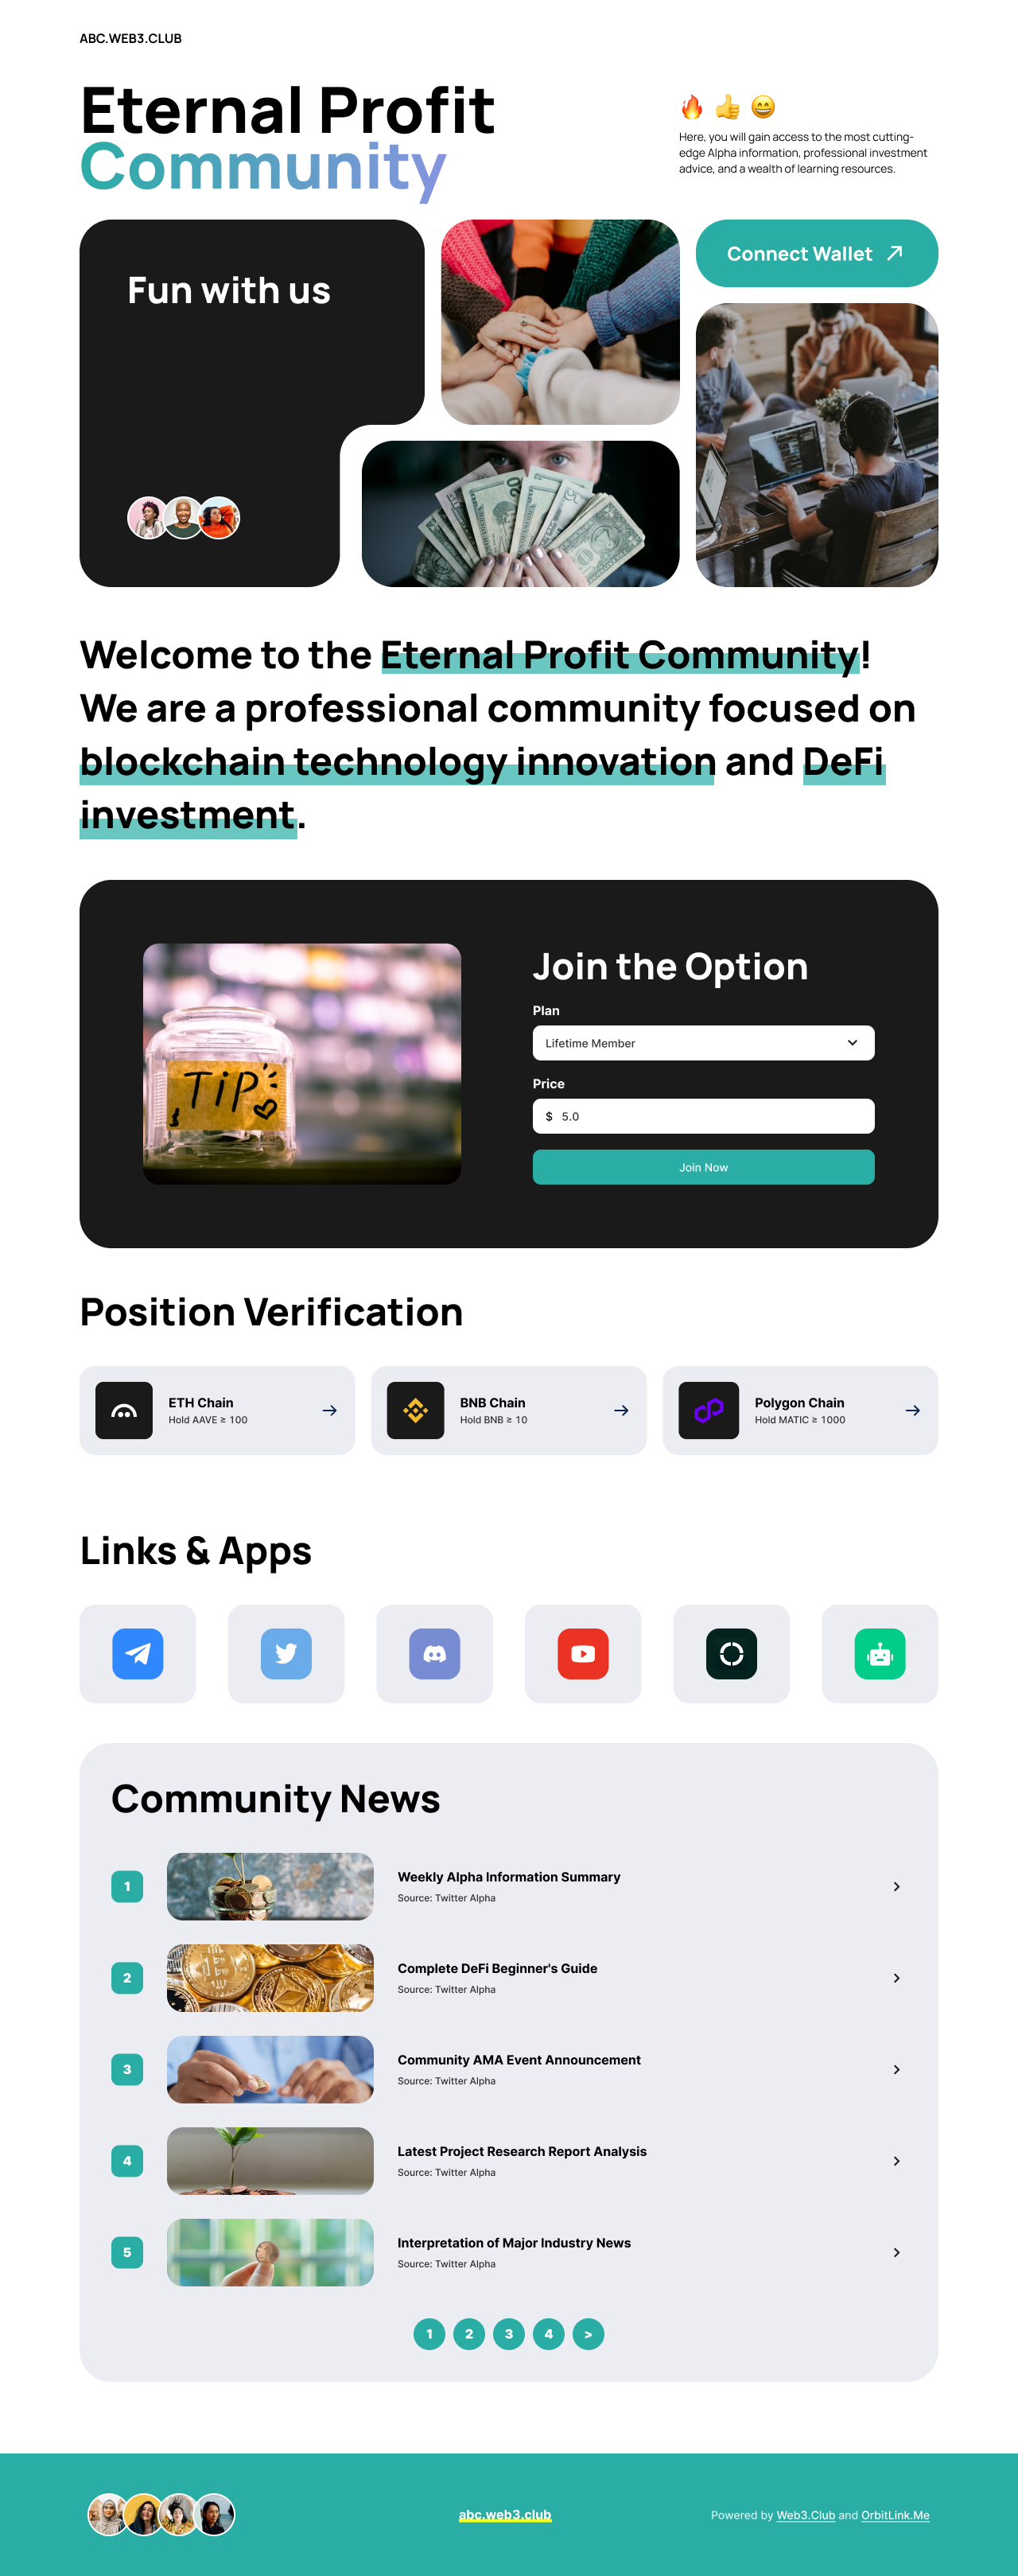 ABC.WEB3.CLUB
Eternal Profit
Community
Here, you will gain access to the most cutting-
edge Alpha information, professional investment
advice, and a wealth of learning resources.
Fun with us
Connect Wallet
Welcome to the Eternal Profit Community!
We are a professional community focused on
blockchain technology innovation and DeFi
investment.
TIP
Join the Option
Plan
Lifetime Member
Price
$ 5.0
Join Now
Position Verification
ETH Chain
Hold AAVE ≥ 100
BNB Chain
Hold BNB ≥ 10
Polygon Chain
Hold MATIC ≥ 1000
Links & Apps
Community News
1
Weekly Alpha Information Summary
Source: Twitter Alpha
2
Complete DeFi Beginner's Guide
Source: Twitter Alpha
3
Community AMA Event Announcement
Source: Twitter Alpha
4
Latest Project Research Report Analysis
Source: Twitter Alpha
5
Interpretation of Major Industry News
Source: Twitter Alpha
1 2 3 4 >
abc.web3.club
Powered by Web3.Club and OrbitLink.Me